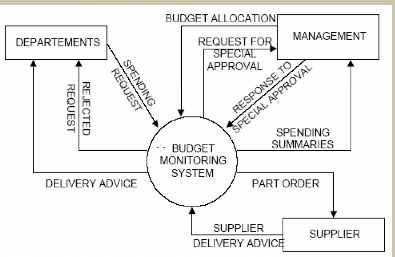 BUDGET ALLOCATION
DEPARTEMENTS
MANAGEMENT
REQUEST FOR
SPECIAL
APPROVAL
SPENDING
REQUEST
REJECTED
REQUEST
RESPONSE TO
SPECIAL APPROVAL
BUDGET
MONITORING
SYSTEM
SPENDING
SUMMARIES
DELIVERY ADVICE
PART ORDER
SUPPLIER
DELIVERY ADVICE
SUPPLIER